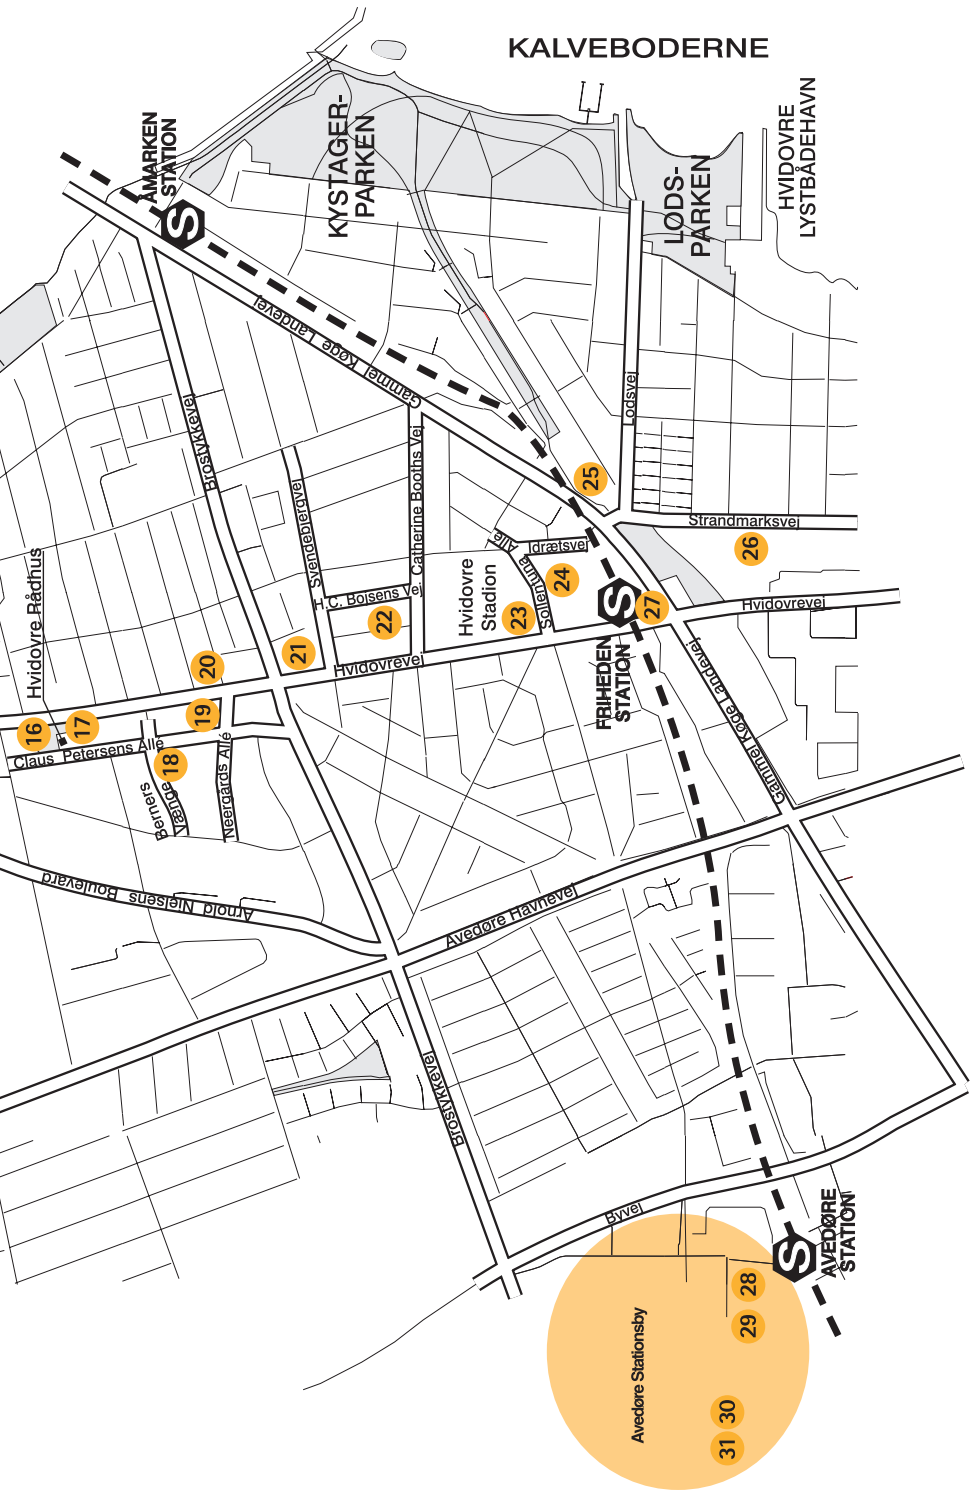 KALVEBODERNE
ÅMARKEN
STATION
S
KYSTAGER-
PARKEN
LODS-
PARKEN
HVIDOVRE
LYSTBÅDEHAVN
Gammel Køge Landevej
Brostykkevej
Lodsvej
Svendebjergvej
Catherine Booths Vej
25
Strandmarksvej
26
Hvidovre Rådhus
Allé
Idrætsvej
Sollentuna
24
Hvidovre
Stadion
23
H.C. Bojsens Vej
22
S
27
Hvidovrevej
FRIHEDEN
STATION
21
20
Hvidovrevej
19
16
17
Claus Petersens Allé
18
Berners
Vænge
Neergårds Allé
Gammel Køge Landevej
Arnold Nielsens Boulevard
Avedøre Havnevej
Brostykkevej
Byvej
AVEDØRE
STATION
S
28
29
Avedøre Stationsby
30
31